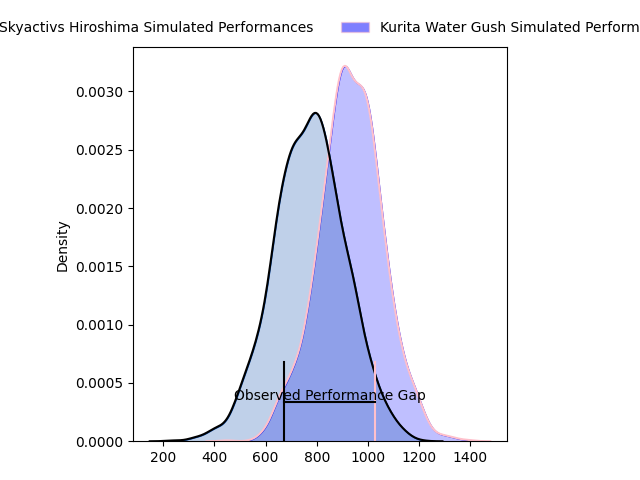 Skyactivs Hiroshima Simulated Performances
Kurita Water Gush Simulated Perform
0.0030
0.0025
0.0020
0.0015
0.0010
0.0005
0.0000
Density
Observed Performance Gap
200 400 600 800 1000 1200 1400